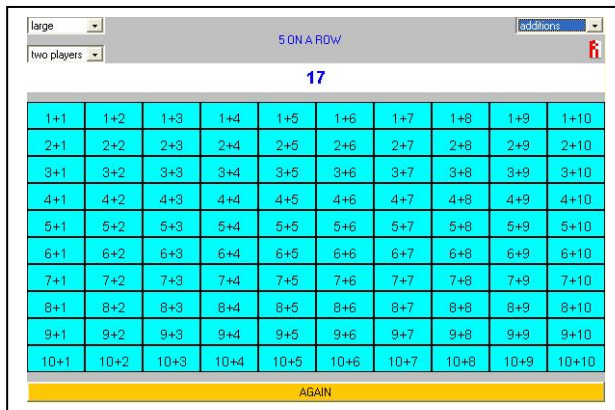 large additions
5 ON A ROW
two players
17
1+1 1+2 1+3 1+4 1+5 1+6 1+7 1+8 1+9 1+10
2+1 2+2 2+3 2+4 2+5 2+6 2+7 2+8 2+9 2+10
3+1 3+2 3+3 3+4 3+5 3+6 3+7 3+8 3+9 3+10
4+1 4+2 4+3 4+4 4+5 4+6 4+7 4+8 4+9 4+10
5+1 5+2 5+3 5+4 5+5 5+6 5+7 5+8 5+9 5+10
6+1 6+2 6+3 6+4 6+5 6+6 6+7 6+8 6+9 6+10
7+1 7+2 7+3 7+4 7+5 7+6 7+7 7+8 7+9 7+10
8+1 8+2 8+3 8+4 8+5 8+6 8+7 8+8 8+9 8+10
9+1 9+2 9+3 9+4 9+5 9+6 9+7 9+8 9+9 9+10
10+1 10+2 10+3 10+4 10+5 10+6 10+7 10+8 10+9 10+10
AGAIN